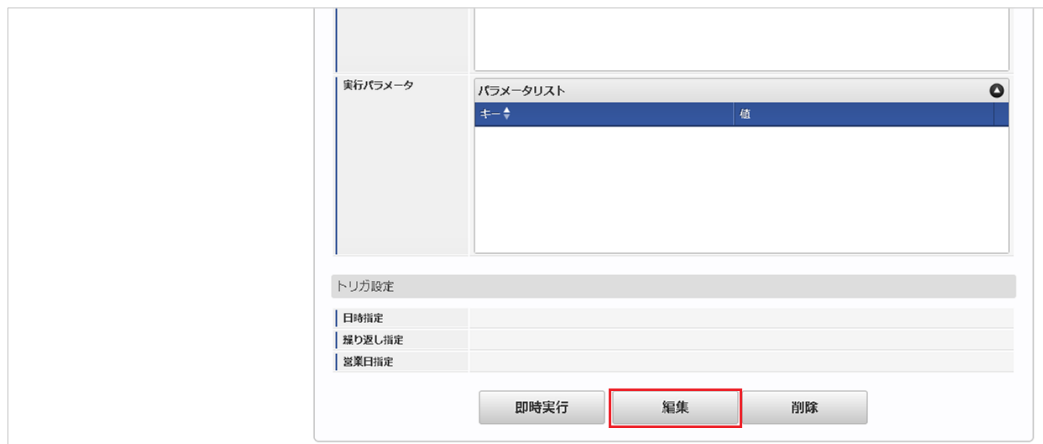 実行パラメータ
パラメータリスト
キー 値
トリガ設定
日時指定
繰り返し指定
営業日指定
即時実行 編集 削除